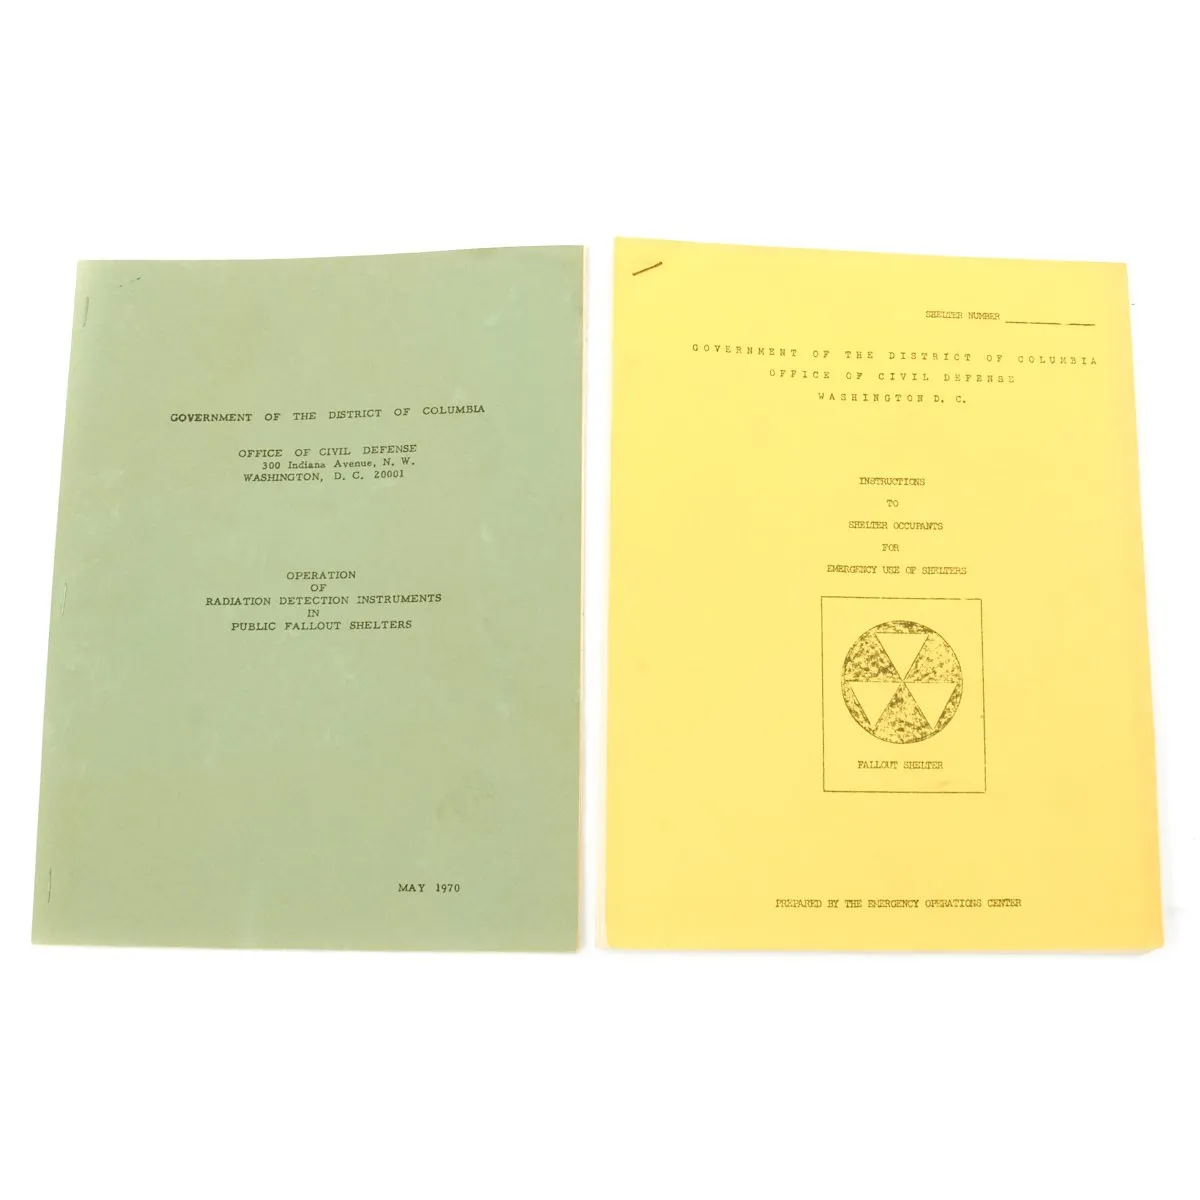 GOVERNMENT OF THE DISTRICT OF COLUMBIA
OFFICE OF CIVIL DEFENSE
300 Indiana Avenue, N. W.
WASHINGTON, D. C. 20001
OPERATION
OF
RADIATION DETECTION INSTRUMENTS
IN
PUBLIC FALLOUT SHELTERS
MAY 1970
SHELTER NUMBER
GOVERNMENT OF THE DISTRICT OF COLUMBIA
OFFICE OF CIVIL DEFENSE
WASHINGTON D. C.
INSTRUCTIONS
TO
SHELTER OCCUPANTS
FOR
EMERGENCY USE OF SHELTERS
FALLOUT SHELTER
PREPARED BY THE EMERGENCY OPERATIONS CENTER